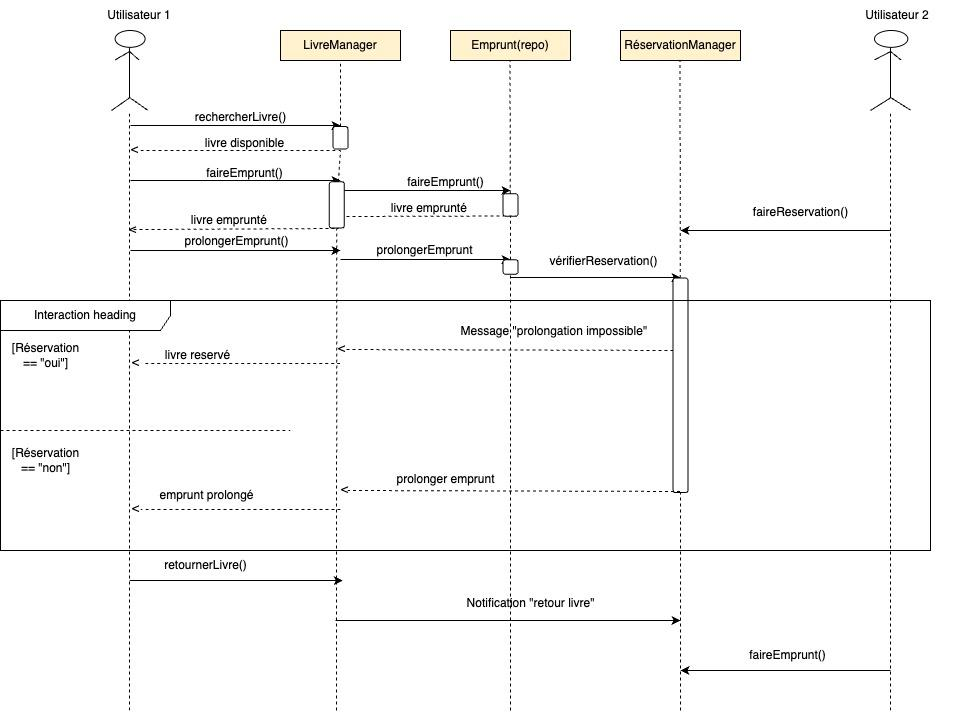 Utilisateur 1
Utilisateur 2
LivreManager
Emprunt(repo)
RéservationManager
rechercherLivre()
livre disponible
faireEmprunt()
faireEmprunt()
livre emprunté
faireReservation()
livre emprunté
prolongerEmprunt()
prolongerEmprunt
vérifierReservation()
Interaction heading
Message "prolongation impossible"
[Réservation
== "oui"]
livre reservé
[Réservation
== "non"]
prolonger emprunt
emprunt prolongé
retournerLivre()
Notification "retour livre"
faireEmprunt()